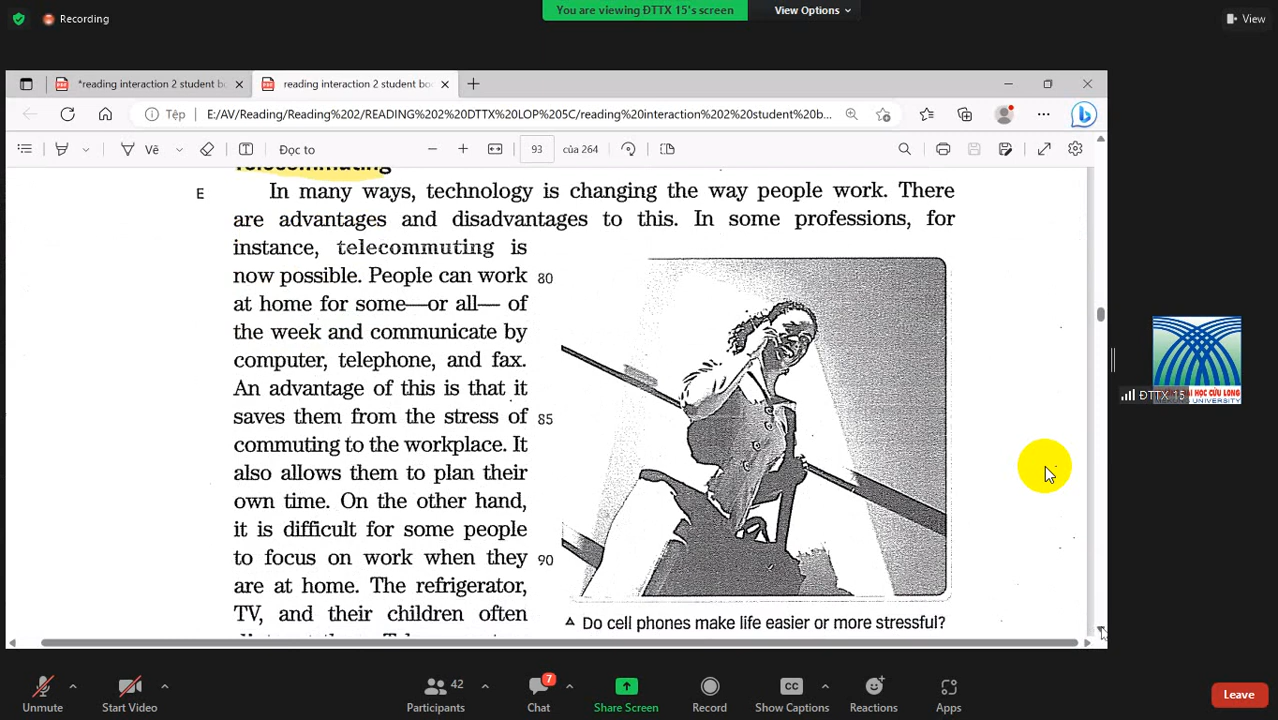 Recording
You are viewing ĐTTX 15's screen
View Options
View
*reading interaction 2 student bo
reading interaction 2 student bo
Tệp
E:/AV/Reading/Reading%202/READING%202%20DTTX%20LOP%205C/reading%20interaction%202%20student%20b...
Vẽ
Đọc to
93
của 264
Telecommuting
E
In many ways, technology is changing the way people work. There
are advantages and disadvantages to this. In some professions, for
instance, telecommuting is
now possible. People can work 80
at home for some—or all— of
the week and communicate by
computer, telephone, and fax.
An advantage of this is that it
saves them from the stress of 85
commuting to the workplace. It
also allows them to plan their
own time. On the other hand,
it is difficult for some people
to focus on work when they 90
are at home. The refrigerator,
TV, and their children often
Do cell phones make life easier or more stressful?
ĐTTX 15
ẠI HỌC CỬU LONG
UNIVERSITY
Unmute
Start Video
42
Participants
7
Chat
Share Screen
Record
CC
Show Captions
Reactions
Apps
Leave